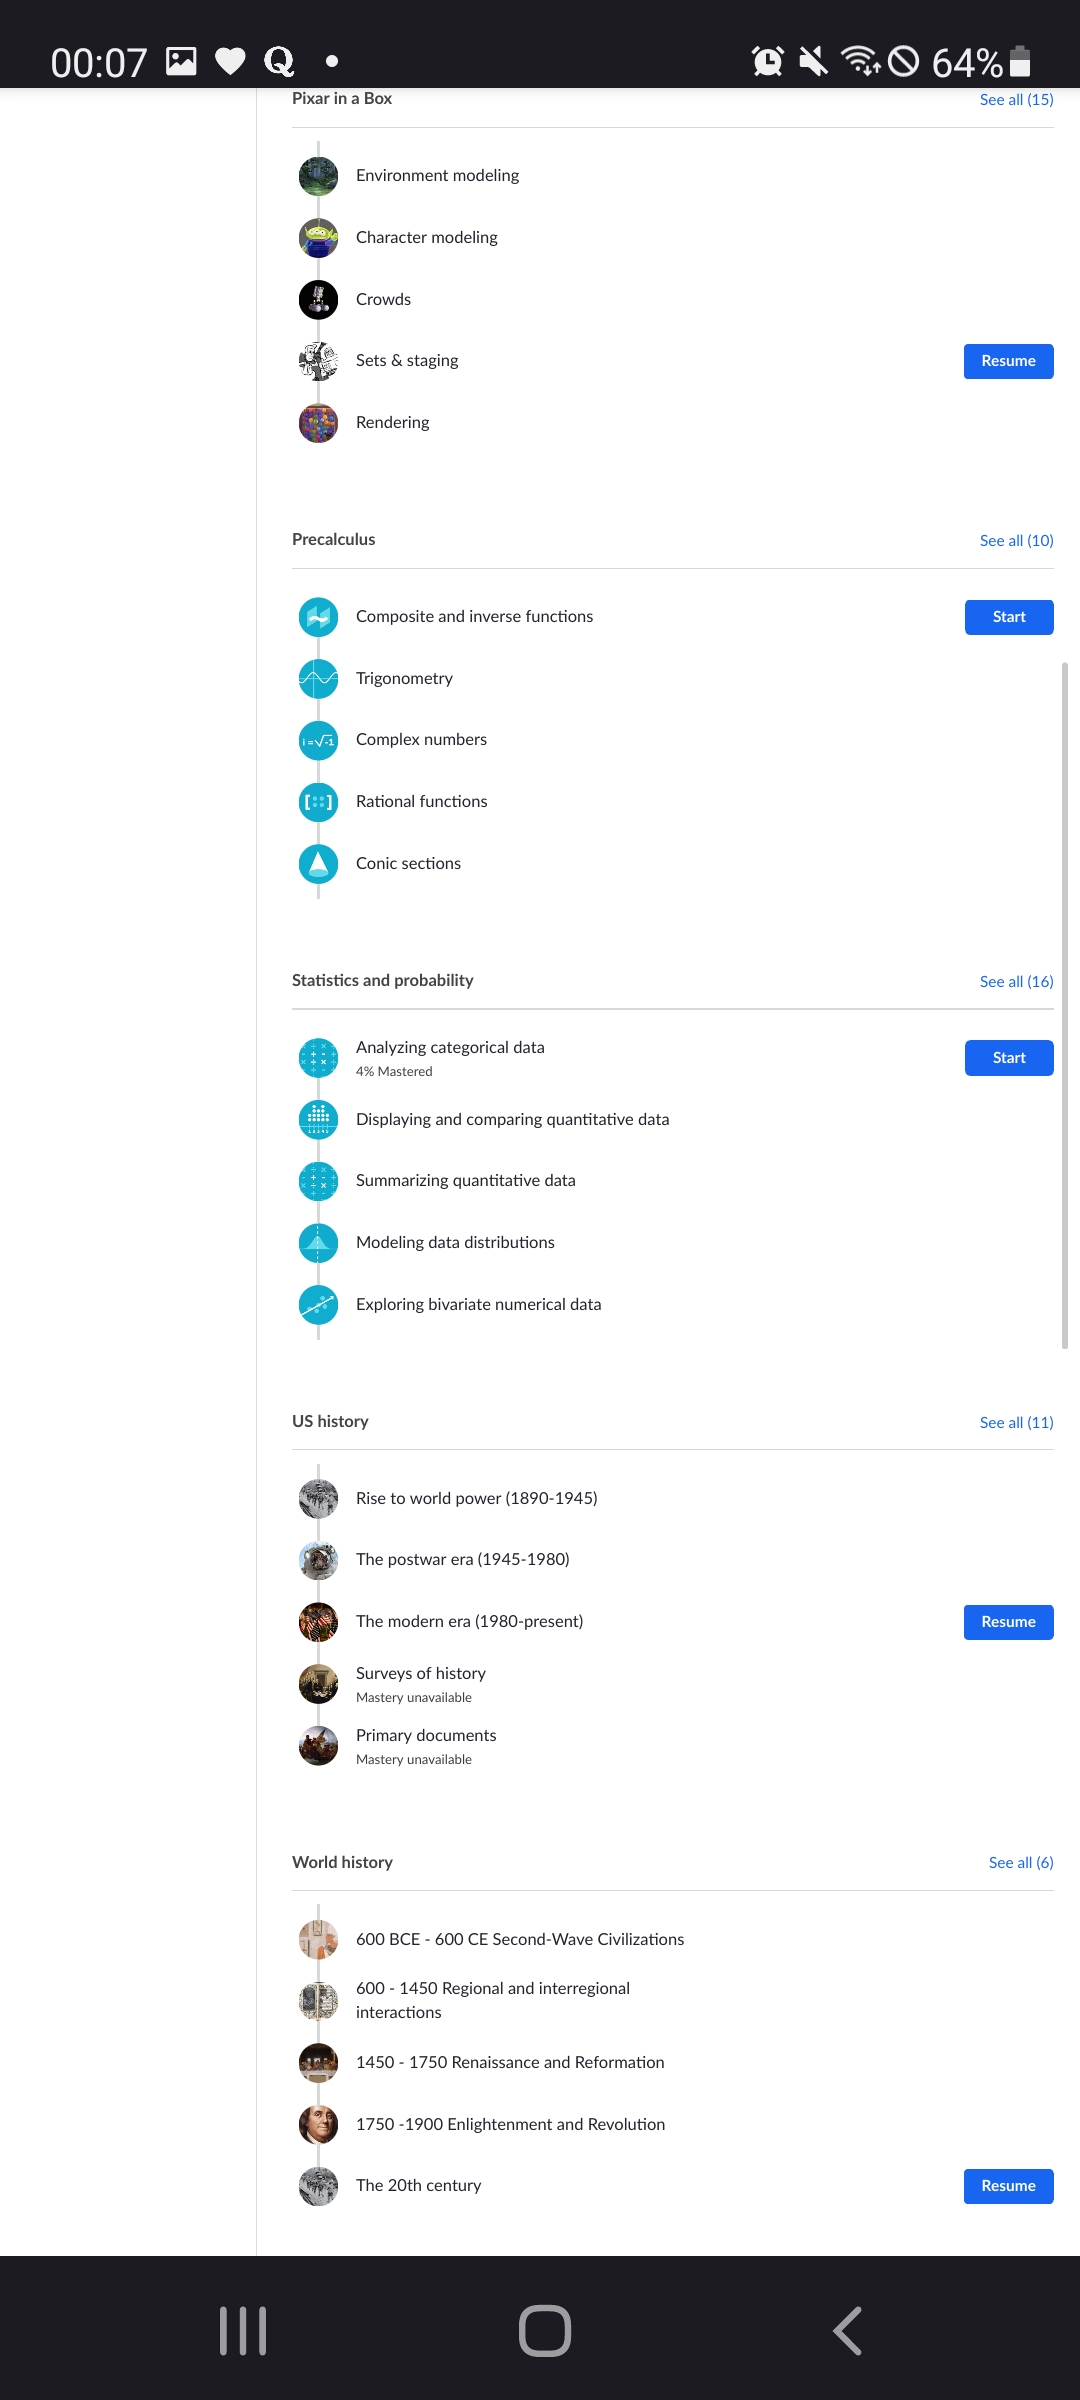 00:07 Q 64%
Pixar in a Box See all (15)
Environment modeling
Character modeling
Crowds
Sets & staging Resume
Rendering
Precalculus See all (10)
Composite and inverse functions Start
Trigonometry
i=√-1 Complex numbers
Rational functions
Conic sections
Statistics and probability See all (16)
Analyzing categorical data Start
4% Mastered
Displaying and comparing quantitative data
Summarizing quantitative data
Modeling data distributions
Exploring bivariate numerical data
US history See all (11)
Rise to world power (1890-1945)
The postwar era (1945-1980)
The modern era (1980-present) Resume
Surveys of history
Mastery unavailable
Primary documents
Mastery unavailable
World history See all (6)
600 BCE - 600 CE Second-Wave Civilizations
600 - 1450 Regional and interregional
interactions
1450 - 1750 Renaissance and Reformation
1750 -1900 Enlightenment and Revolution
The 20th century Resume